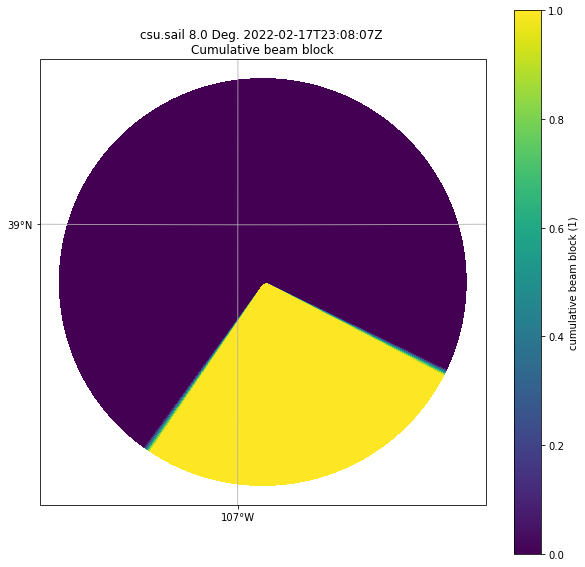 csu.sail 8.0 Deg. 2022-02-17T23:08:07Z
Cumulative beam block
39°N
107°W
1.0
0.8
0.6
0.4
0.2
0.0
cumulative beam block (1)